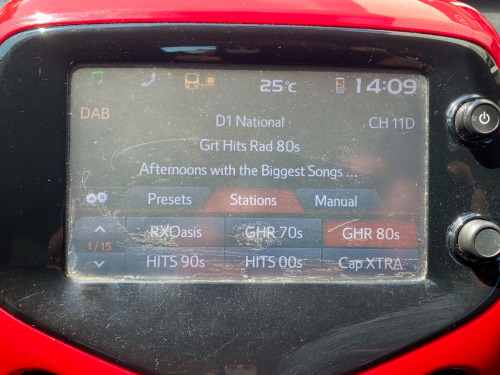 25°C 14:09
DAB D1 National CH 11D
Grt Hits Rad 80s
Afternoons with the Biggest Songs ...
Presets Stations Manual
RXOasis GHR 70s GHR 80s
1/15
HITS 90s HITS 00s Cap XTRA